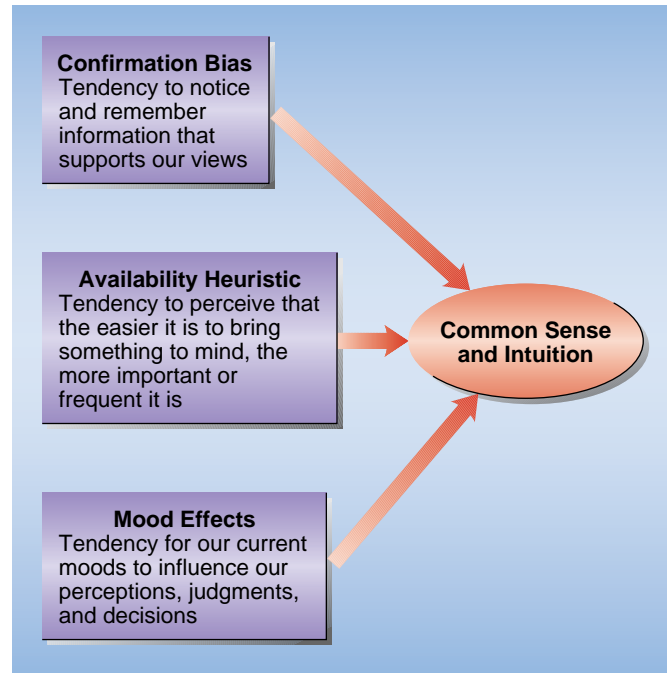 Confirmation Bias
Tendency to notice
and remember
information that
supports our views
Availability Heuristic
Tendency to perceive that
the easier it is to bring
something to mind, the
more important or
frequent it is
Common Sense
and Intuition
Mood Effects
Tendency for our current
moods to influence our
perceptions, judgments,
and decisions